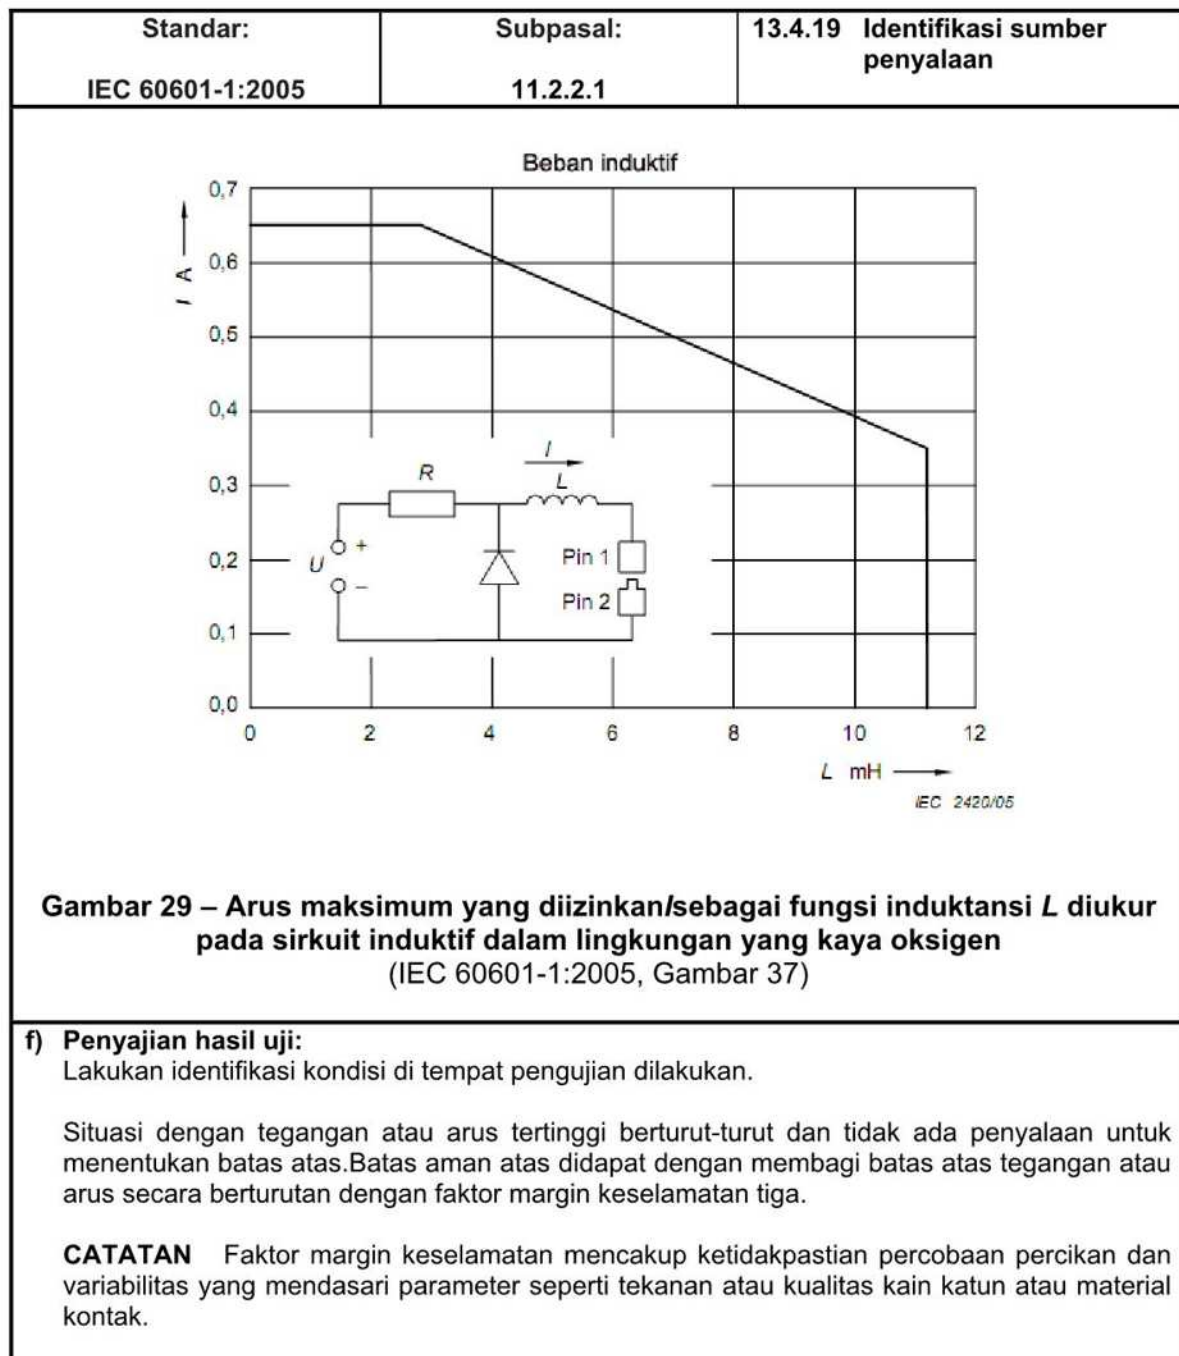 Standar:
IEC 60601-1:2005
Subpasal:
11.2.2.1
13.4.19 Identifikasi sumber
penyalaan
Beban induktif
0,7
0,6
0,5
0,4
0,3
0,2
0,1
0,0
I A
R
I
L
U
+
–
Pin 1
Pin 2
0 2 4 6 8 10 12
L mH
IEC 2420/05
Gambar 29 – Arus maksimum yang diizinkan/sebagai fungsi induktansi L diukur
pada sirkuit induktif dalam lingkungan yang kaya oksigen
(IEC 60601-1:2005, Gambar 37)
f) Penyajian hasil uji:
Lakukan identifikasi kondisi di tempat pengujian dilakukan.
Situasi dengan tegangan atau arus tertinggi berturut-turut dan tidak ada penyalaan untuk
menentukan batas atas.Batas aman atas didapat dengan membagi batas atas tegangan atau
arus secara berturutan dengan faktor margin keselamatan tiga.
CATATAN Faktor margin keselamatan mencakup ketidakpastian percobaan percikan dan
variabilitas yang mendasari parameter seperti tekanan atau kualitas kain katun atau material
kontak.